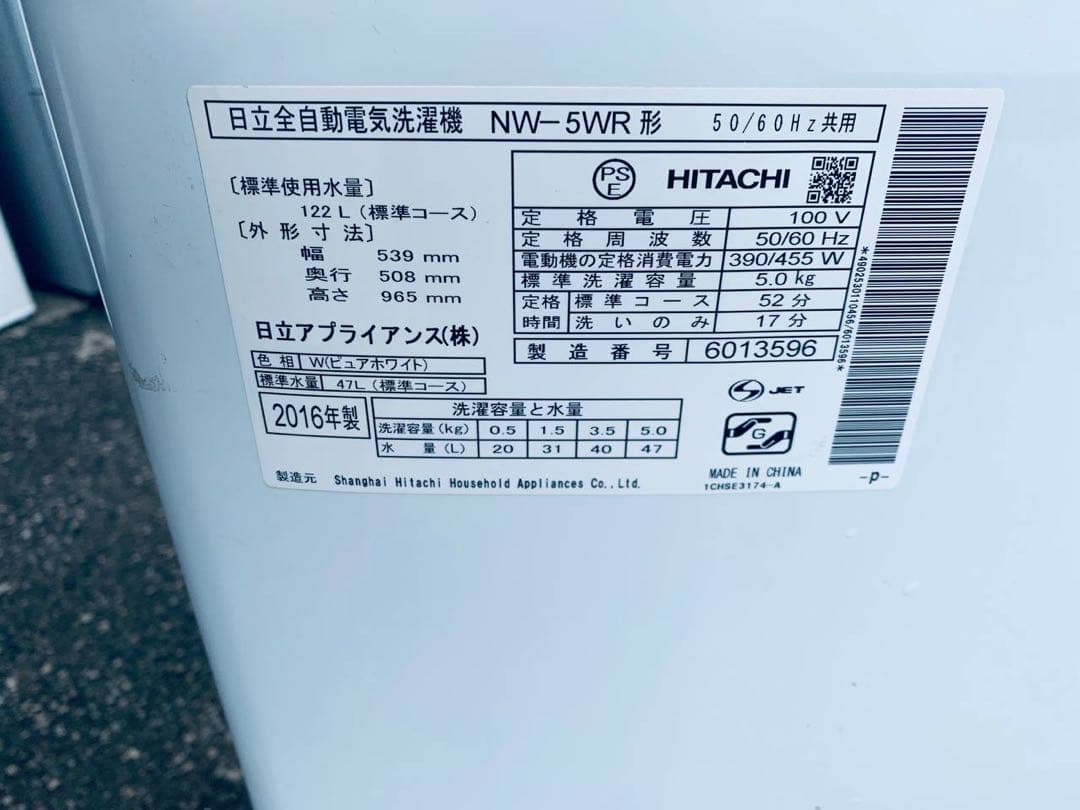 日立全自動電気洗濯機 NW-5WR 形 50/60Hz共用
〔標準使用水量〕
122 L (標準コース)
〔外形寸法〕
幅 539 mm
奥行 508 mm
高さ 965 mm
日立アプライアンス(株)
色相 W(ピュアホワイト)
標準水量 47L (標準コース)
PS
E
HITACHI
定格電圧 100 V
定格周波数 50/60 Hz
電動機の定格消費電力 390/455 W
標準洗濯容量 5.0 kg
定格時間 標準コース 52 分
洗いのみ 17 分
製造番号 6013596
2016年製
洗濯容量と水量
洗濯容量(kg) 0.5 1.5 3.5 5.0
水量(L) 20 31 40 47
JET
G
製造元 Shanghai Hitachi Household Appliances Co.,Ltd.
MADE IN CHINA
1CHSE3174-A
-p-
*4902530110456/6013596*